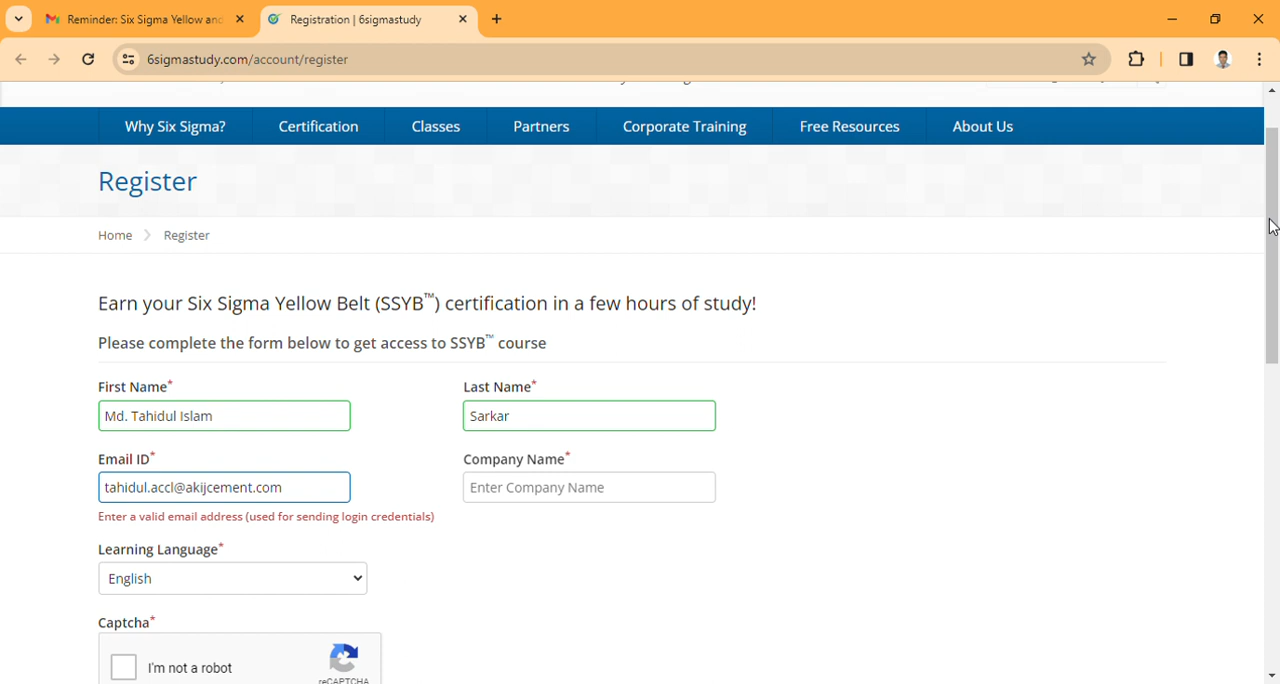 Reminder: Six Sigma Yellow and
Registration | 6sigmastudy
6sigmastudy.com/account/register
Why Six Sigma?
Certification
Classes
Partners
Corporate Training
Free Resources
About Us
Register
Home
Register
Earn your Six Sigma Yellow Belt (SSYB™) certification in a few hours of study!
Please complete the form below to get access to SSYB™ course
First Name*
Last Name*
Md. Tahidul Islam
Sarkar
Email ID*
Company Name*
tahidul.accl@akijcement.com
Enter Company Name
Enter a valid email address (used for sending login credentials)
Learning Language*
English
Captcha*
I'm not a robot
reCAPTCHA